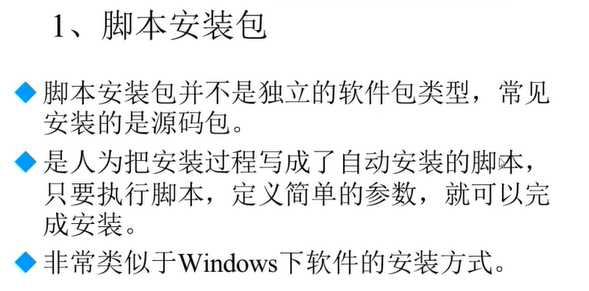 1、脚本安装包
脚本安装包并不是独立的软件包类型，常见
安装的是源码包。
是人为把安装过程写成了自动安装的脚本，
只要执行脚本，定义简单的参数，就可以完
成安装。
非常类似于Windows下软件的安装方式。